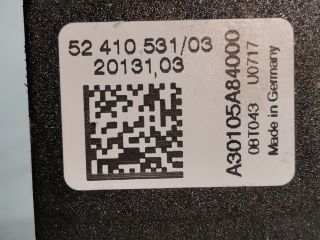 52 410 531/03
20131,03
A30105A84000
08T043 U0717
Made in Germany